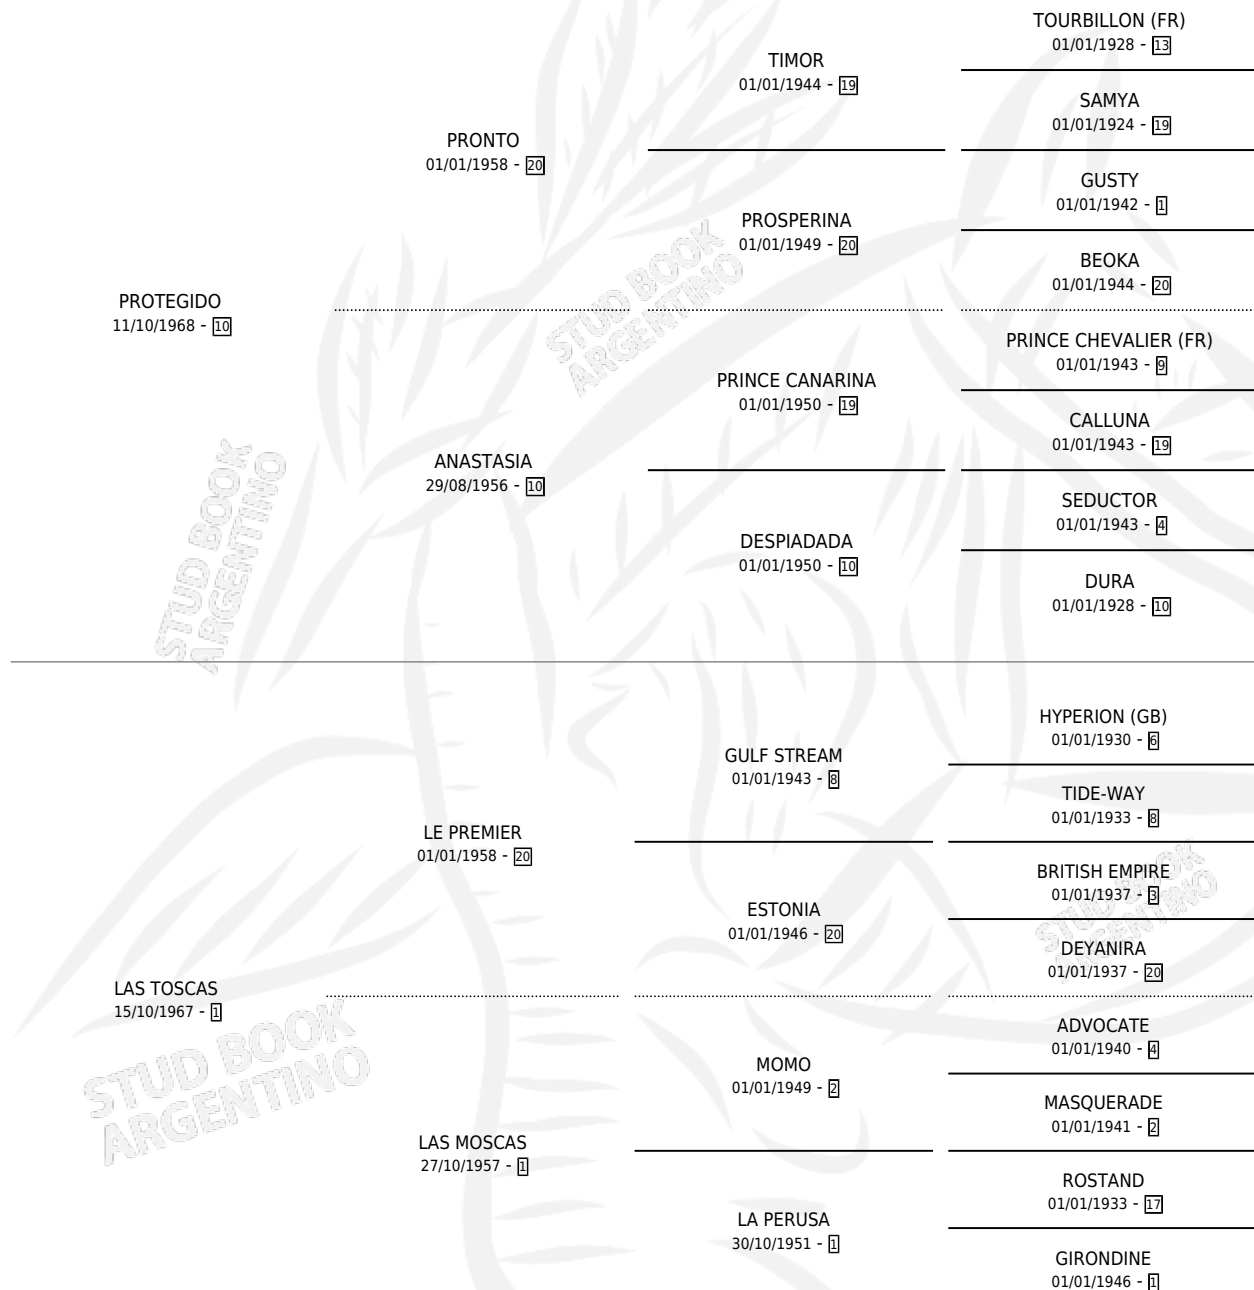 TOURBILLON (FR)
01/01/1928 - 13
TIMOR
01/01/1944 - 19
SAMYA
01/01/1924 - 19
PRONTO
01/01/1958 - 20
GUSTY
01/01/1942 - 1
PROSPERINA
01/01/1949 - 20
BEOKA
01/01/1944 - 20
PROTEGIDO
11/10/1968 - 10
PRINCE CHEVALIER (FR)
01/01/1943 - 9
PRINCE CANARINA
01/01/1950 - 19
CALLUNA
01/01/1943 - 19
ANASTASIA
29/08/1956 - 10
SEDUCTOR
01/01/1943 - 4
DESPIADADA
01/01/1950 - 10
DURA
01/01/1928 - 10
HYPERION (GB)
01/01/1930 - 6
GULF STREAM
01/01/1943 - 8
TIDE-WAY
01/01/1933 - 8
LE PREMIER
01/01/1958 - 20
BRITISH EMPIRE
01/01/1937 - 3
ESTONIA
01/01/1946 - 20
DEYANIRA
01/01/1937 - 20
LAS TOSCAS
15/10/1967 - 1
ADVOCATE
01/01/1940 - 4
MOMO
01/01/1949 - 2
MASQUERADE
01/01/1941 - 2
LAS MOSCAS
27/10/1957 - 1
ROSTAND
01/01/1933 - 17
LA PERUSA
30/10/1951 - 1
GIRONDINE
01/01/1946 - 1
STUD BOOK
ARGENTINO
STUD BOOK
ARGENTINO
STUD BOOK
ARGENTINO
STUD BOOK
ARGENTINO